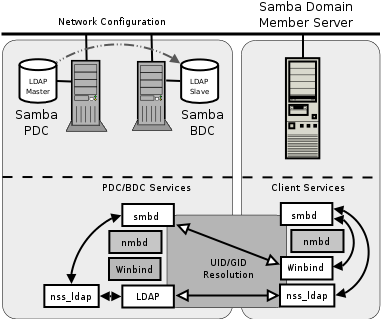 Network Configuration
Samba Domain
Member Server
LDAP
Master
LDAP
Slave
Samba
PDC
Samba
BDC
PDC/BDC Services
Client Services
smbd
smbd
nmbd
nmbd
UID/GID
Resolution
Winbind
Winbind
nss_ldap
LDAP
nss_ldap